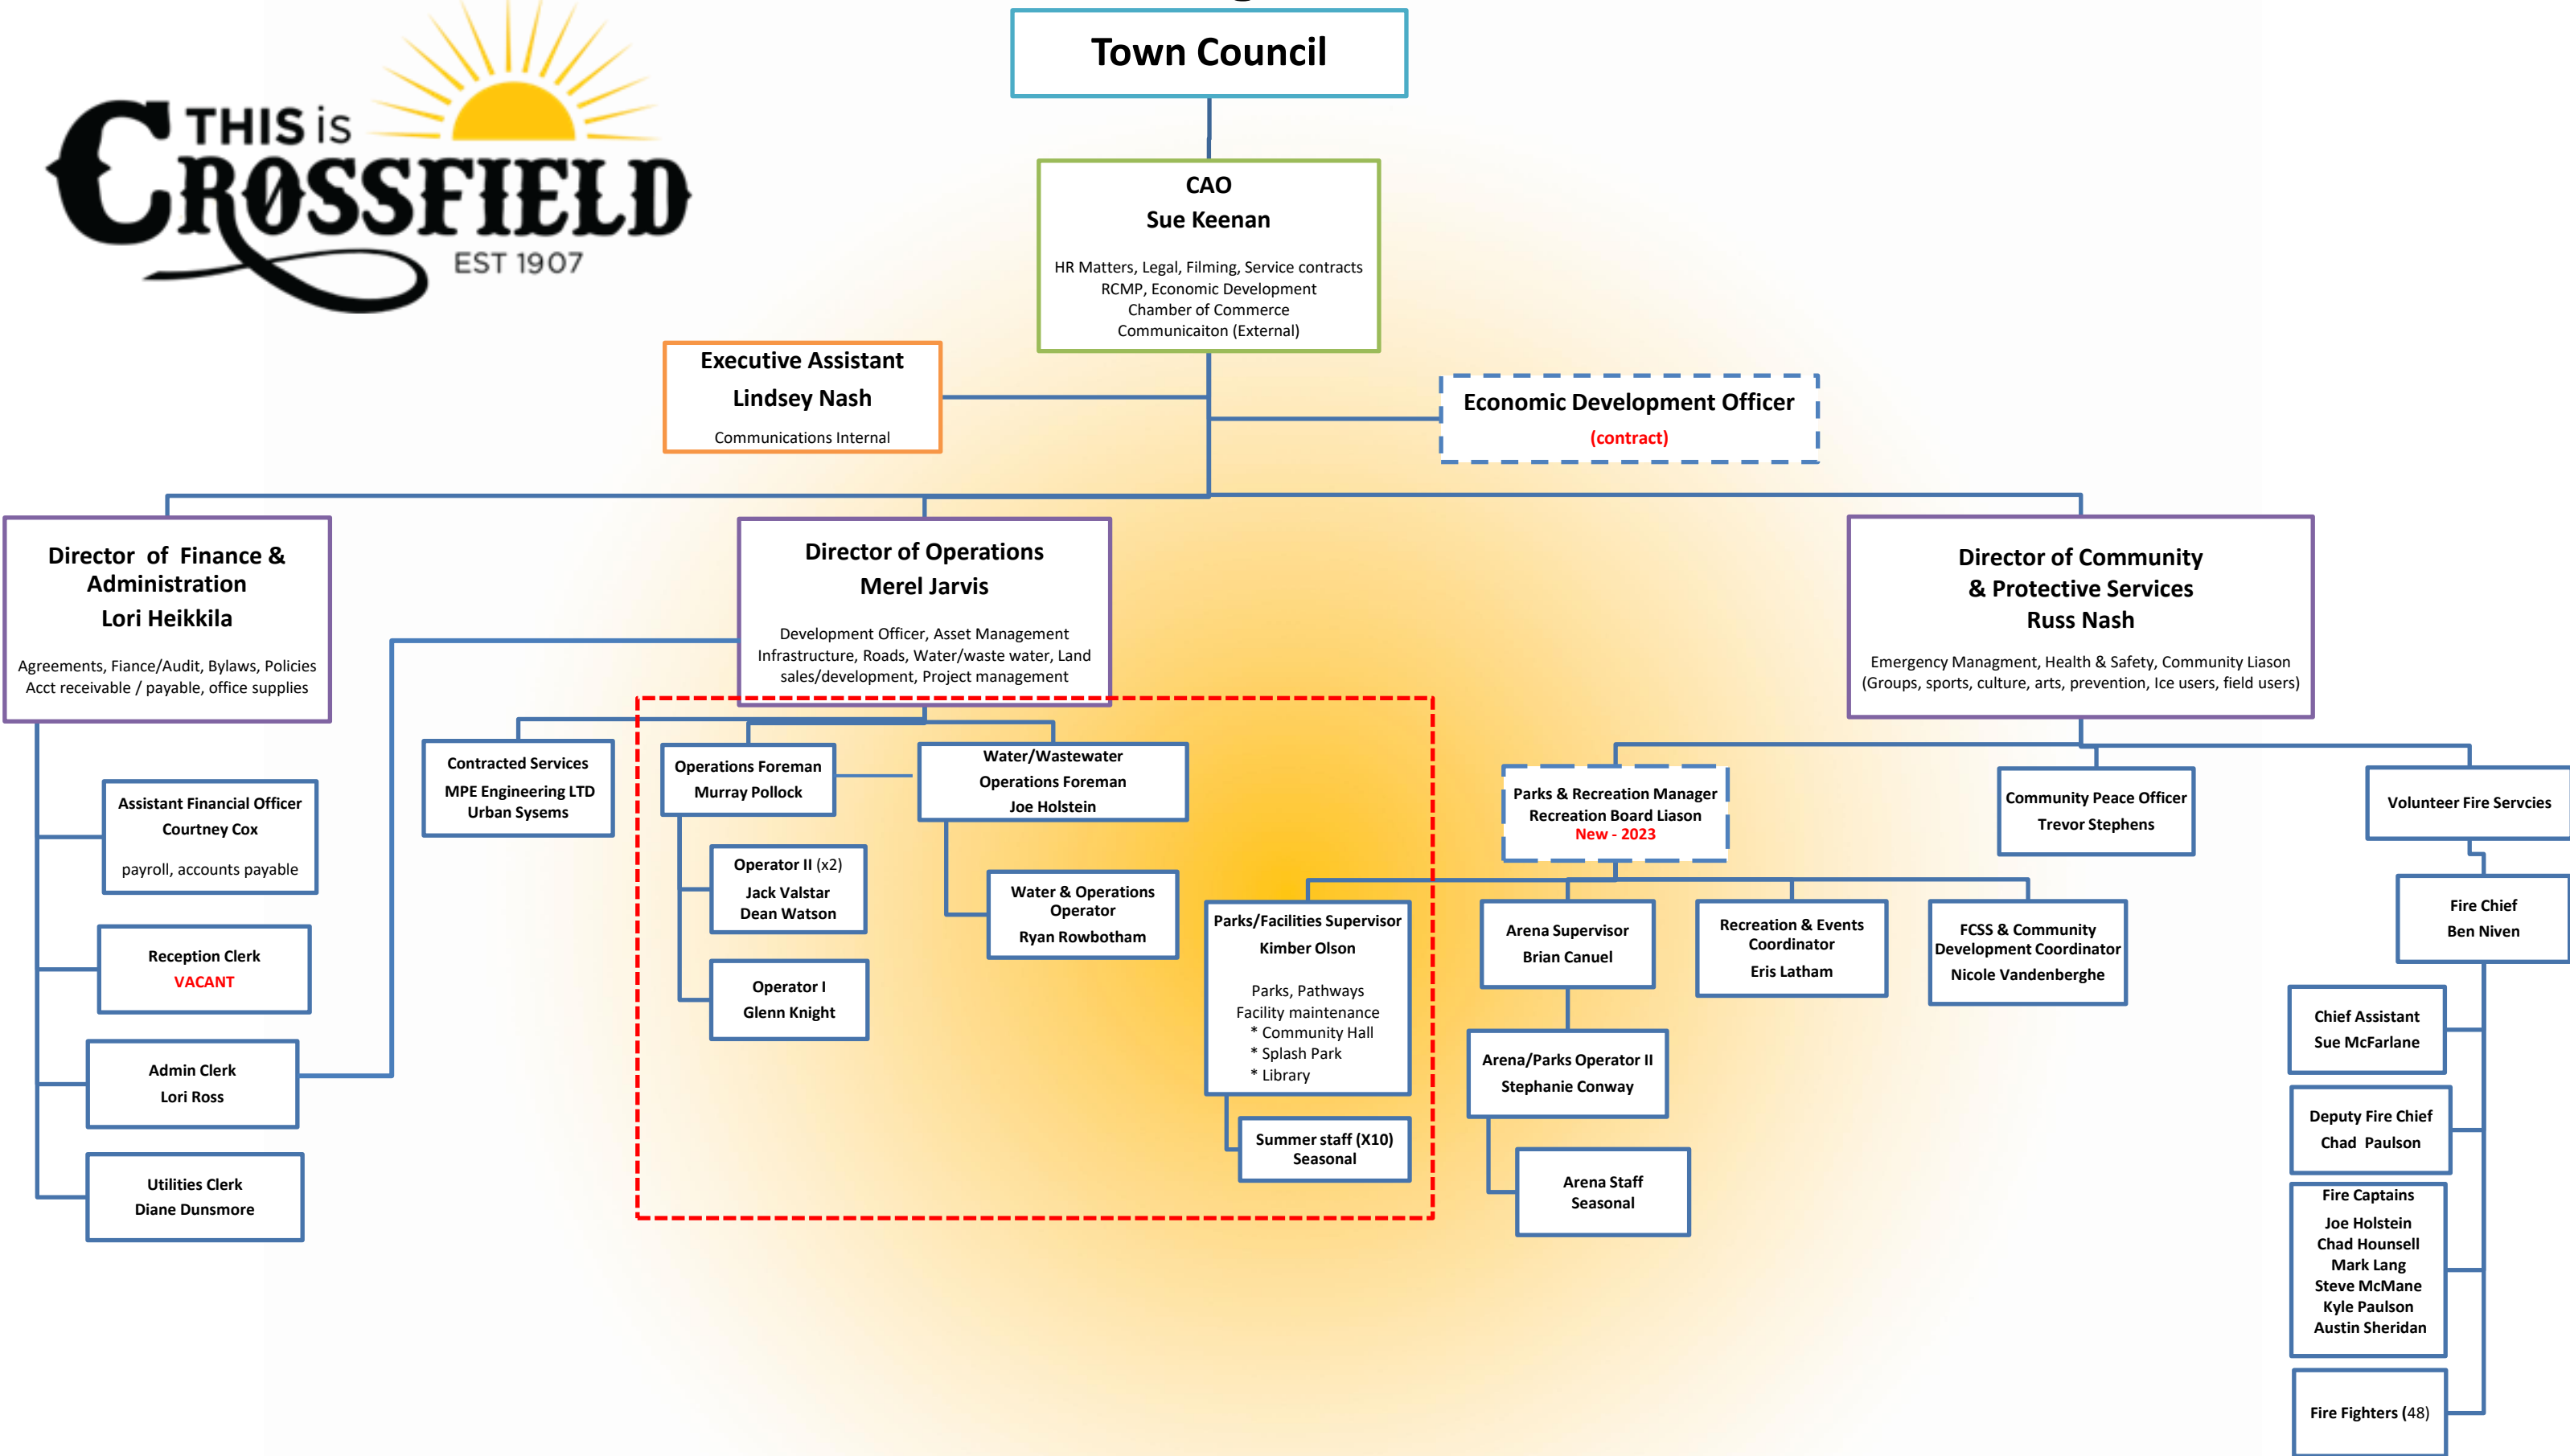 Town Council
THIS is
CROSSFIELD
EST 1907
CAO
Sue Keenan
HR Matters, Legal, Filming, Service contracts
RCMP, Economic Development
Chamber of Commerce
Communicaiton (External)
Executive Assistant
Lindsey Nash
Communications Internal
Economic Development Officer
(contract)
Director of Finance &
Administration
Lori Heikkila
Agreements, Fiance/Audit, Bylaws, Policies
Acct receivable / payable, office supplies
Director of Operations
Merel Jarvis
Development Officer, Asset Management
Infrastructure, Roads, Water/waste water, Land
sales/development, Project management
Director of Community
& Protective Services
Russ Nash
Emergency Managment, Health & Safety, Community Liason
(Groups, sports, culture, arts, prevention, Ice users, field users)
Assistant Financial Officer
Courtney Cox
payroll, accounts payable
Reception Clerk
VACANT
Admin Clerk
Lori Ross
Utilities Clerk
Diane Dunsmore
Contracted Services
MPE Engineering LTD
Urban Sysems
Operations Foreman
Murray Pollock
Operator II (x2)
Jack Valstar
Dean Watson
Operator I
Glenn Knight
Water/Wastewater
Operations Foreman
Joe Holstein
Water & Operations
Operator
Ryan Rowbotham
Parks & Recreation Manager
Recreation Board Liason
New - 2023
Parks/Facilities Supervisor
Kimber Olson
Parks, Pathways
Facility maintenance
* Community Hall
* Splash Park
* Library
Summer staff (X10)
Seasonal
Arena Supervisor
Brian Canuel
Arena/Parks Operator II
Stephanie Conway
Arena Staff
Seasonal
Recreation & Events
Coordinator
Eris Latham
FCSS & Community
Development Coordinator
Nicole Vandenberghe
Community Peace Officer
Trevor Stephens
Volunteer Fire Servcies
Fire Chief
Ben Niven
Chief Assistant
Sue McFarlane
Deputy Fire Chief
Chad Paulson
Fire Captains
Joe Holstein
Chad Hounsell
Mark Lang
Steve McMane
Kyle Paulson
Austin Sheridan
Fire Fighters (48)